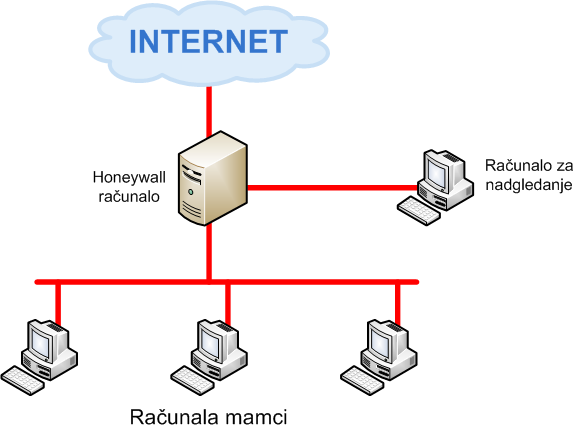 INTERNET
Honeywall
računalo
Računalo za
nadgledanje
Računala mamci